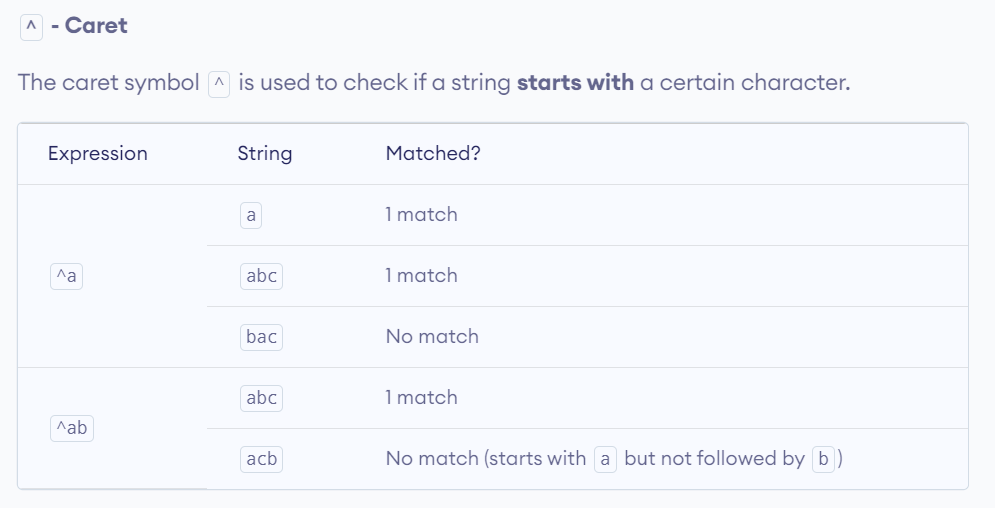 ^ - Caret
The caret symbol ^ is used to check if a string starts with a certain character.
Expression String Matched?
^a
a 1 match
abc 1 match
bac No match
^ab
abc 1 match
acb No match (starts with a but not followed by b )